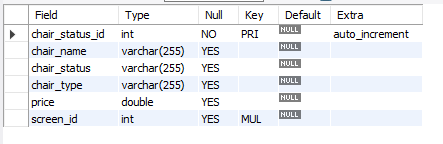 Field Type Null Key Default Extra
chair_status_id int NO PRI NULL auto_increment
chair_name varchar(255) YES NULL
chair_status varchar(255) YES NULL
chair_type varchar(255) YES NULL
price double YES NULL
screen_id int YES MUL NULL